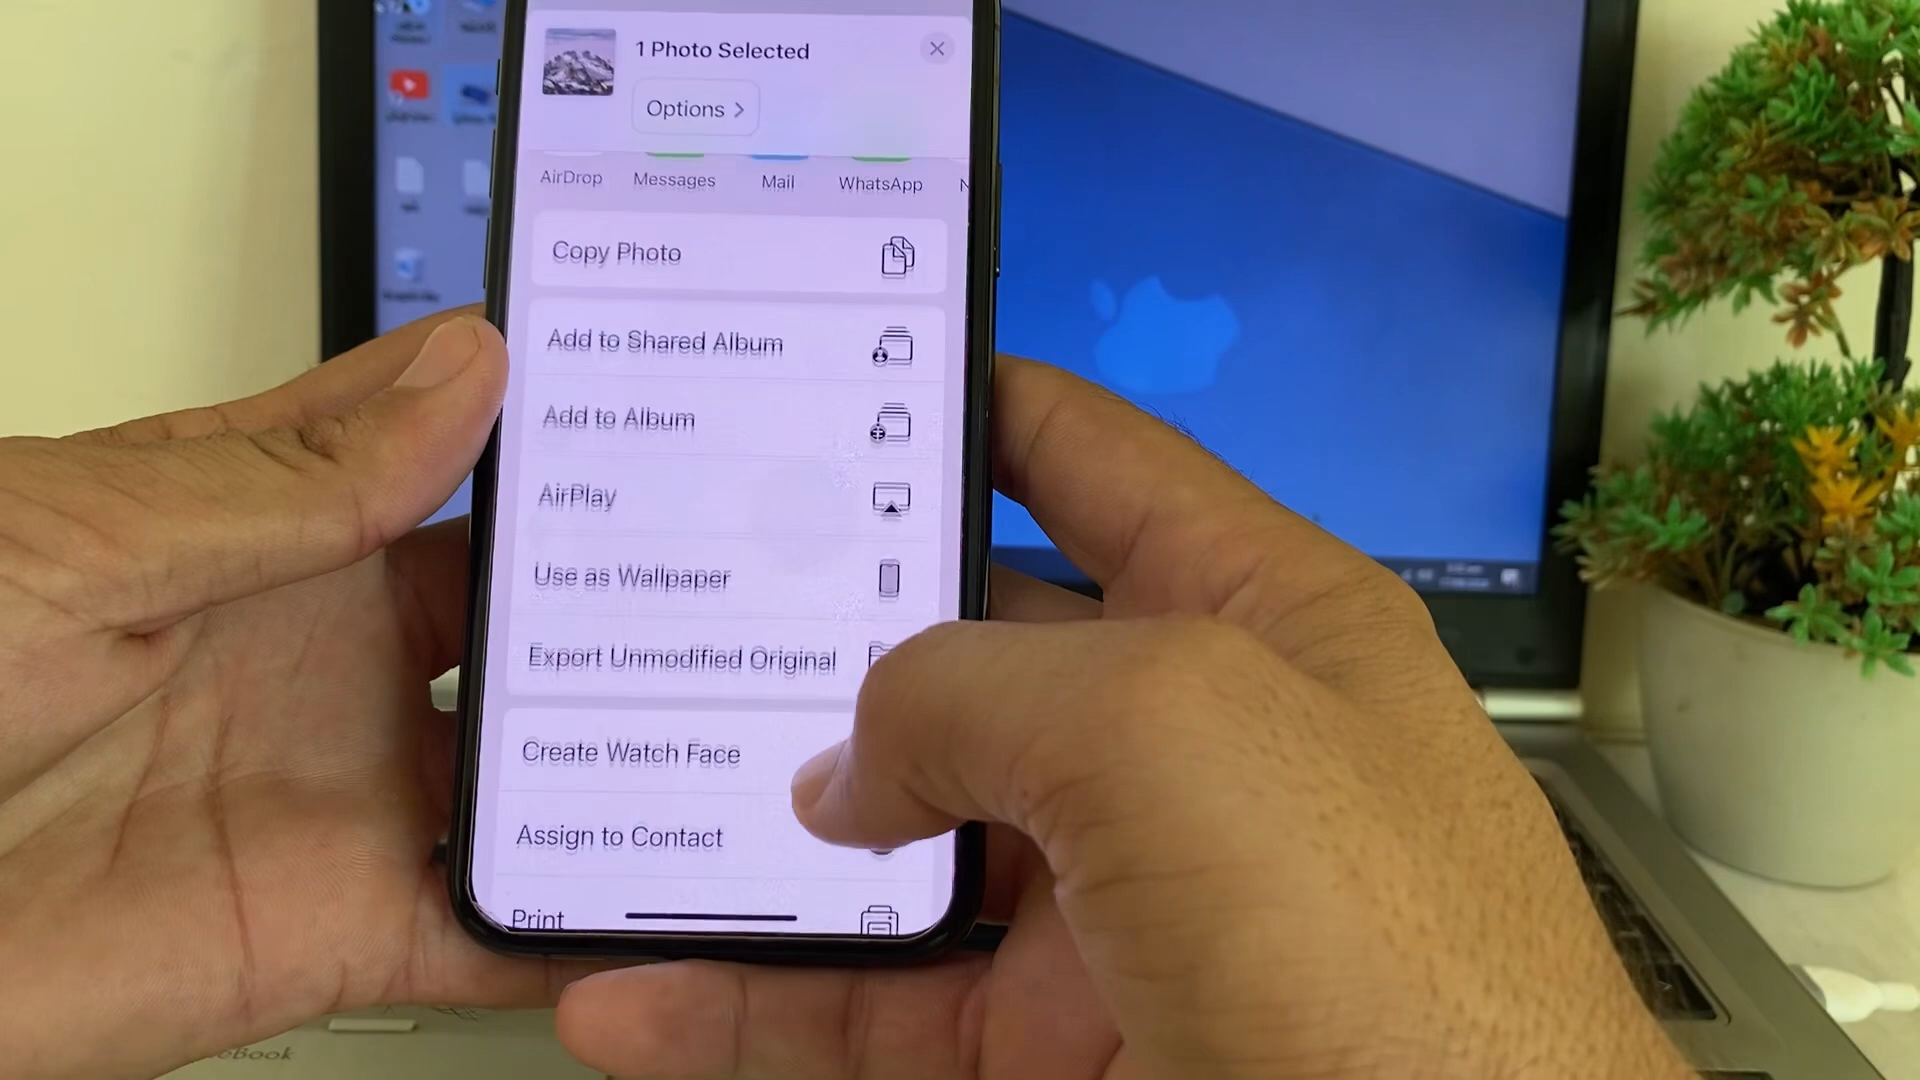 1 Photo Selected
Options
AirDrop Messages Mail WhatsApp
Copy Photo
Add to Shared Album
Add to Album
AirPlay
Use as Wallpaper
Export Unmodified Original
Create Watch Face
Assign to Contact
Print